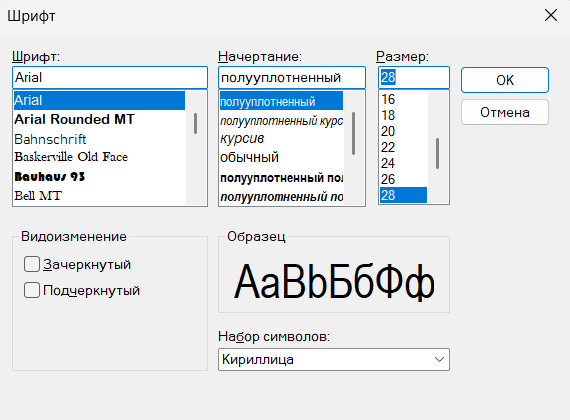 Шрифт
Шрифт:
Начертание:
Размер:
Arial
полууплотненный
28
ОК
Отмена
Arial
Arial Rounded MT
Bahnschrift
Baskerville Old Face
Bauhaus 93
Bell MT
полууплотненный
полууплотненный курс
курсив
обычный
полууплотненный пол
полууплотненный по
16
18
20
22
24
26
28
Видоизменение
Зачеркнутый
Подчеркнутый
Образец
АаBbБбФф
Набор символов:
Кириллица